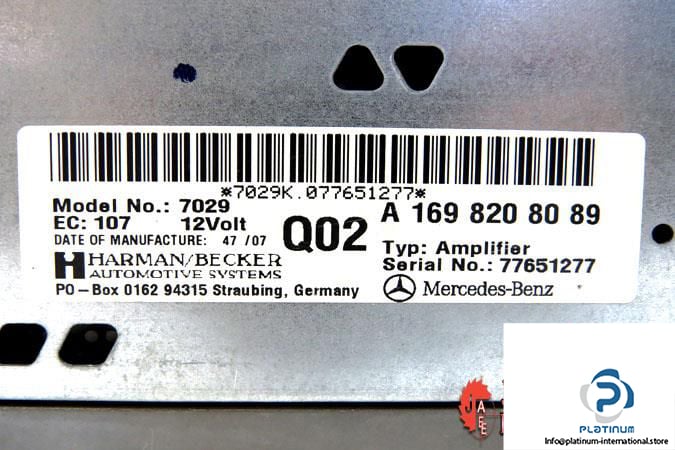 *7029K.077651277*
Model No.: 7029
EC: 107 12Volt
DATE OF MANUFACTURE: 47 /07
Q02
A 169 820 80 89
Typ: Amplifier
Serial No.: 77651277
HARMAN/BECKER
AUTOMOTIVE SYSTEMS
PO-Box 0162 94315 Straubing, Germany
Mercedes-Benz
JAEE
PLATINUM
Info@platinum-international.store